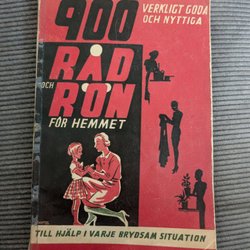 900
VERKLIGT GODA
OCH NYTTIGA
RÅD
OCH
RÖN
FÖR HEMMET
TILL HJÄLP I VARJE BRYDSAM SITUATION